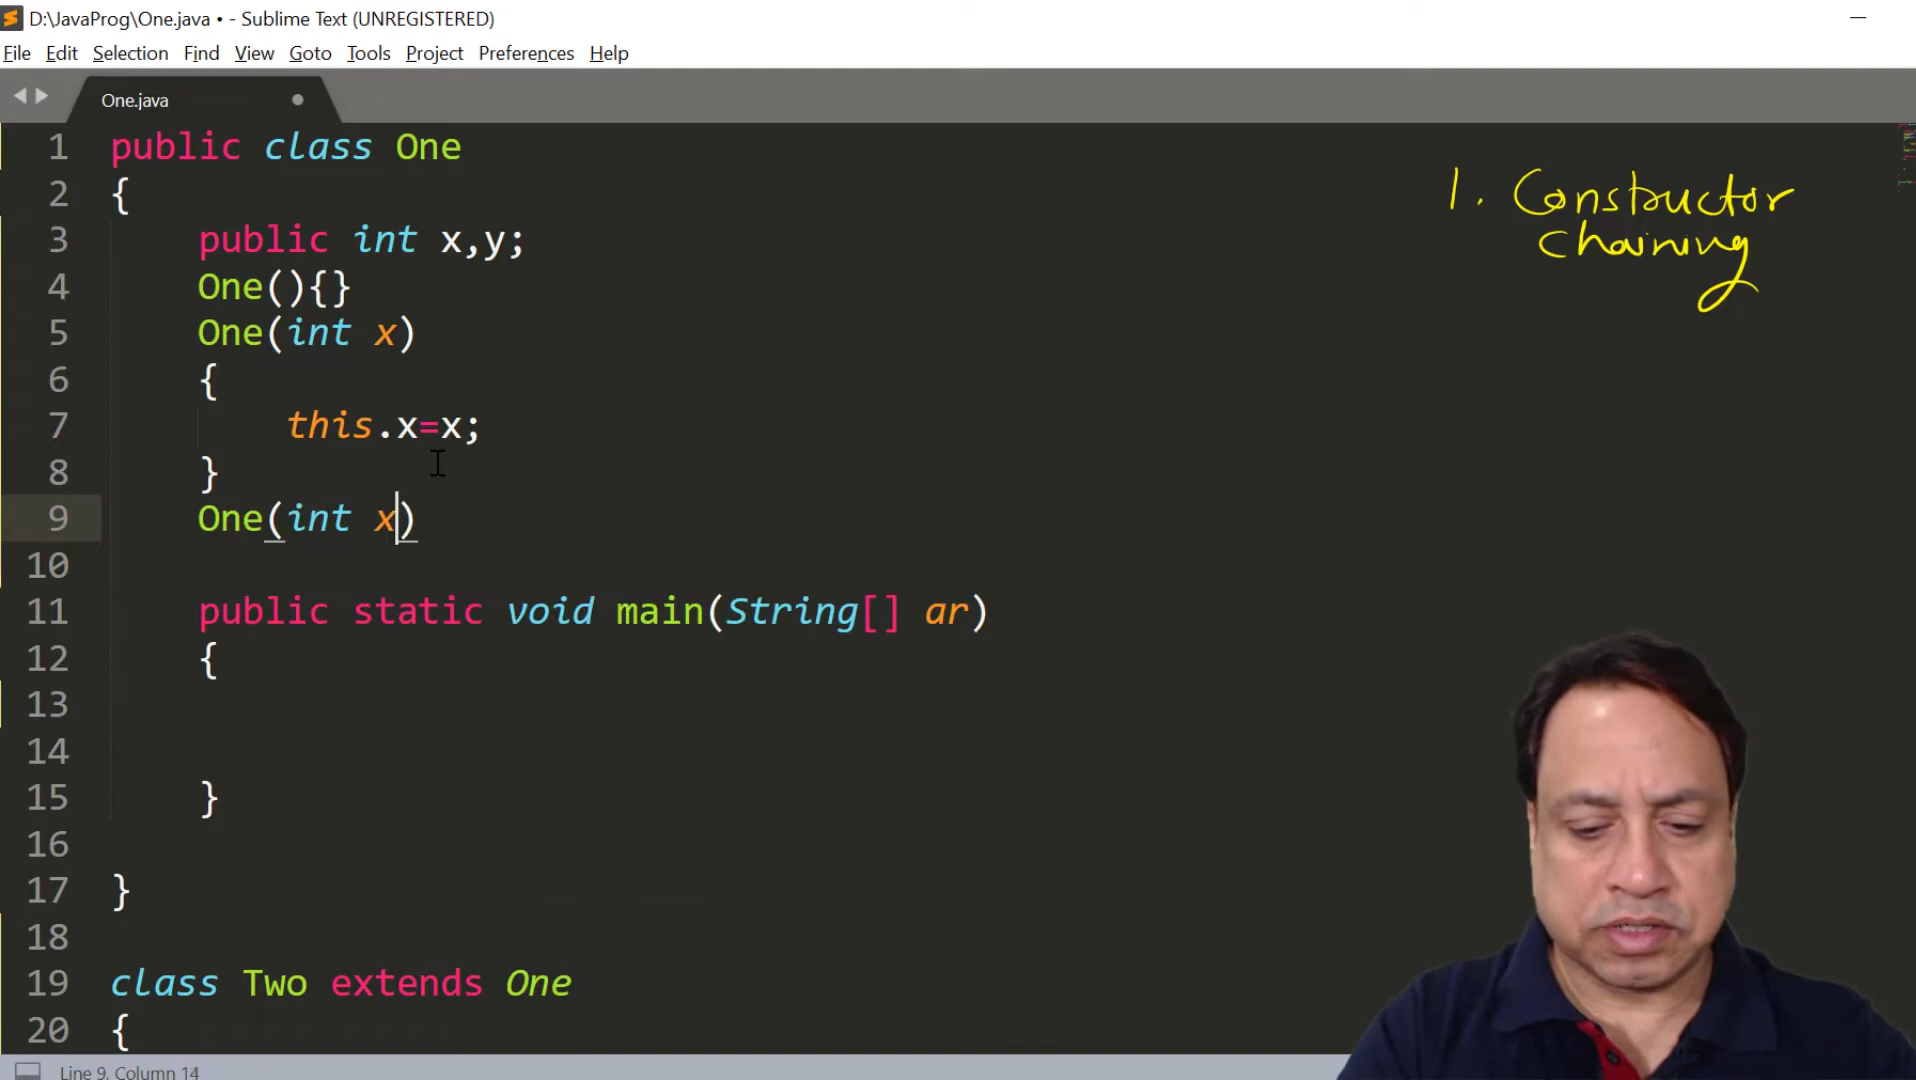 D:\JavaProg\One.java • - Sublime Text (UNREGISTERED)
File Edit Selection Find View Goto Tools Project Preferences Help
One.java
1 public class One
2 {
3 public int x,y;
4 One(){}
5 One(int x)
6 {
7 this.x=x;
8 }
9 One(int x)
10
11 public static void main(String[] ar)
12 {
13
14
15 }
16
17 }
18
19 class Two extends One
20 {
1. Constructor
chaining
Line 9, Column 14